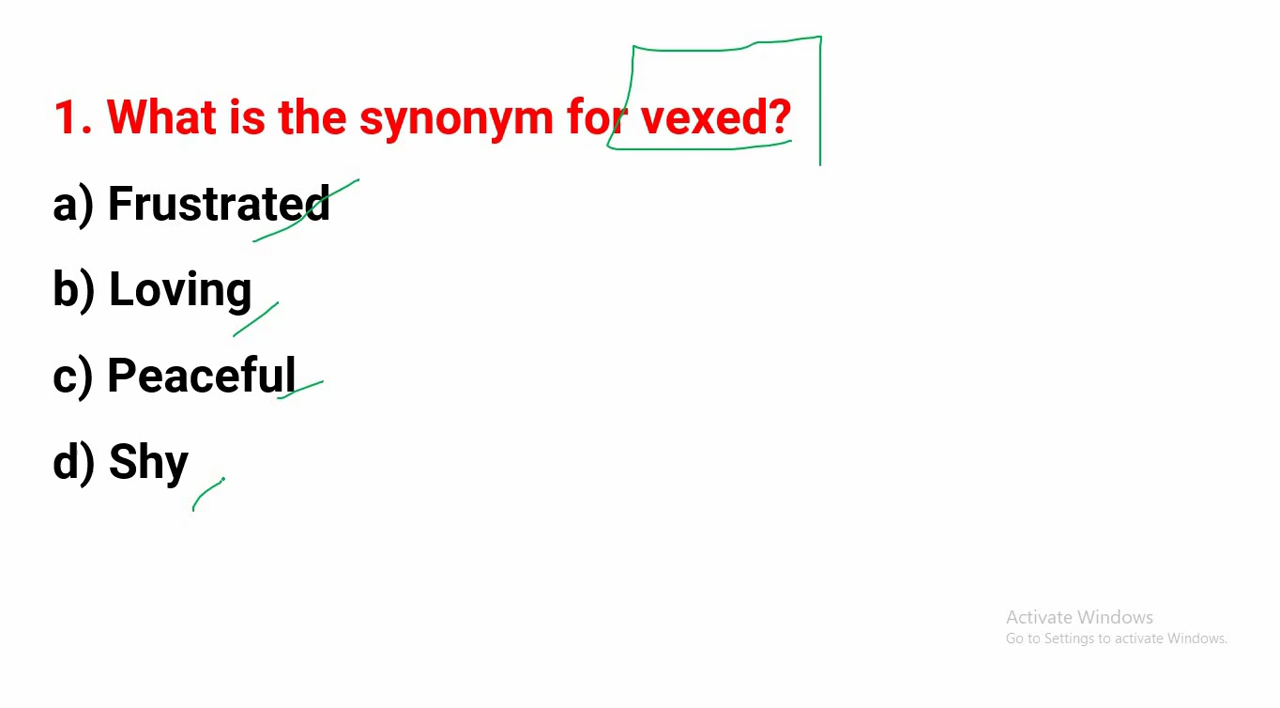 1. What is the synonym for vexed?
a) Frustrated
b) Loving
c) Peaceful
d) Shy
Activate Windows
Go to Settings to activate Windows.